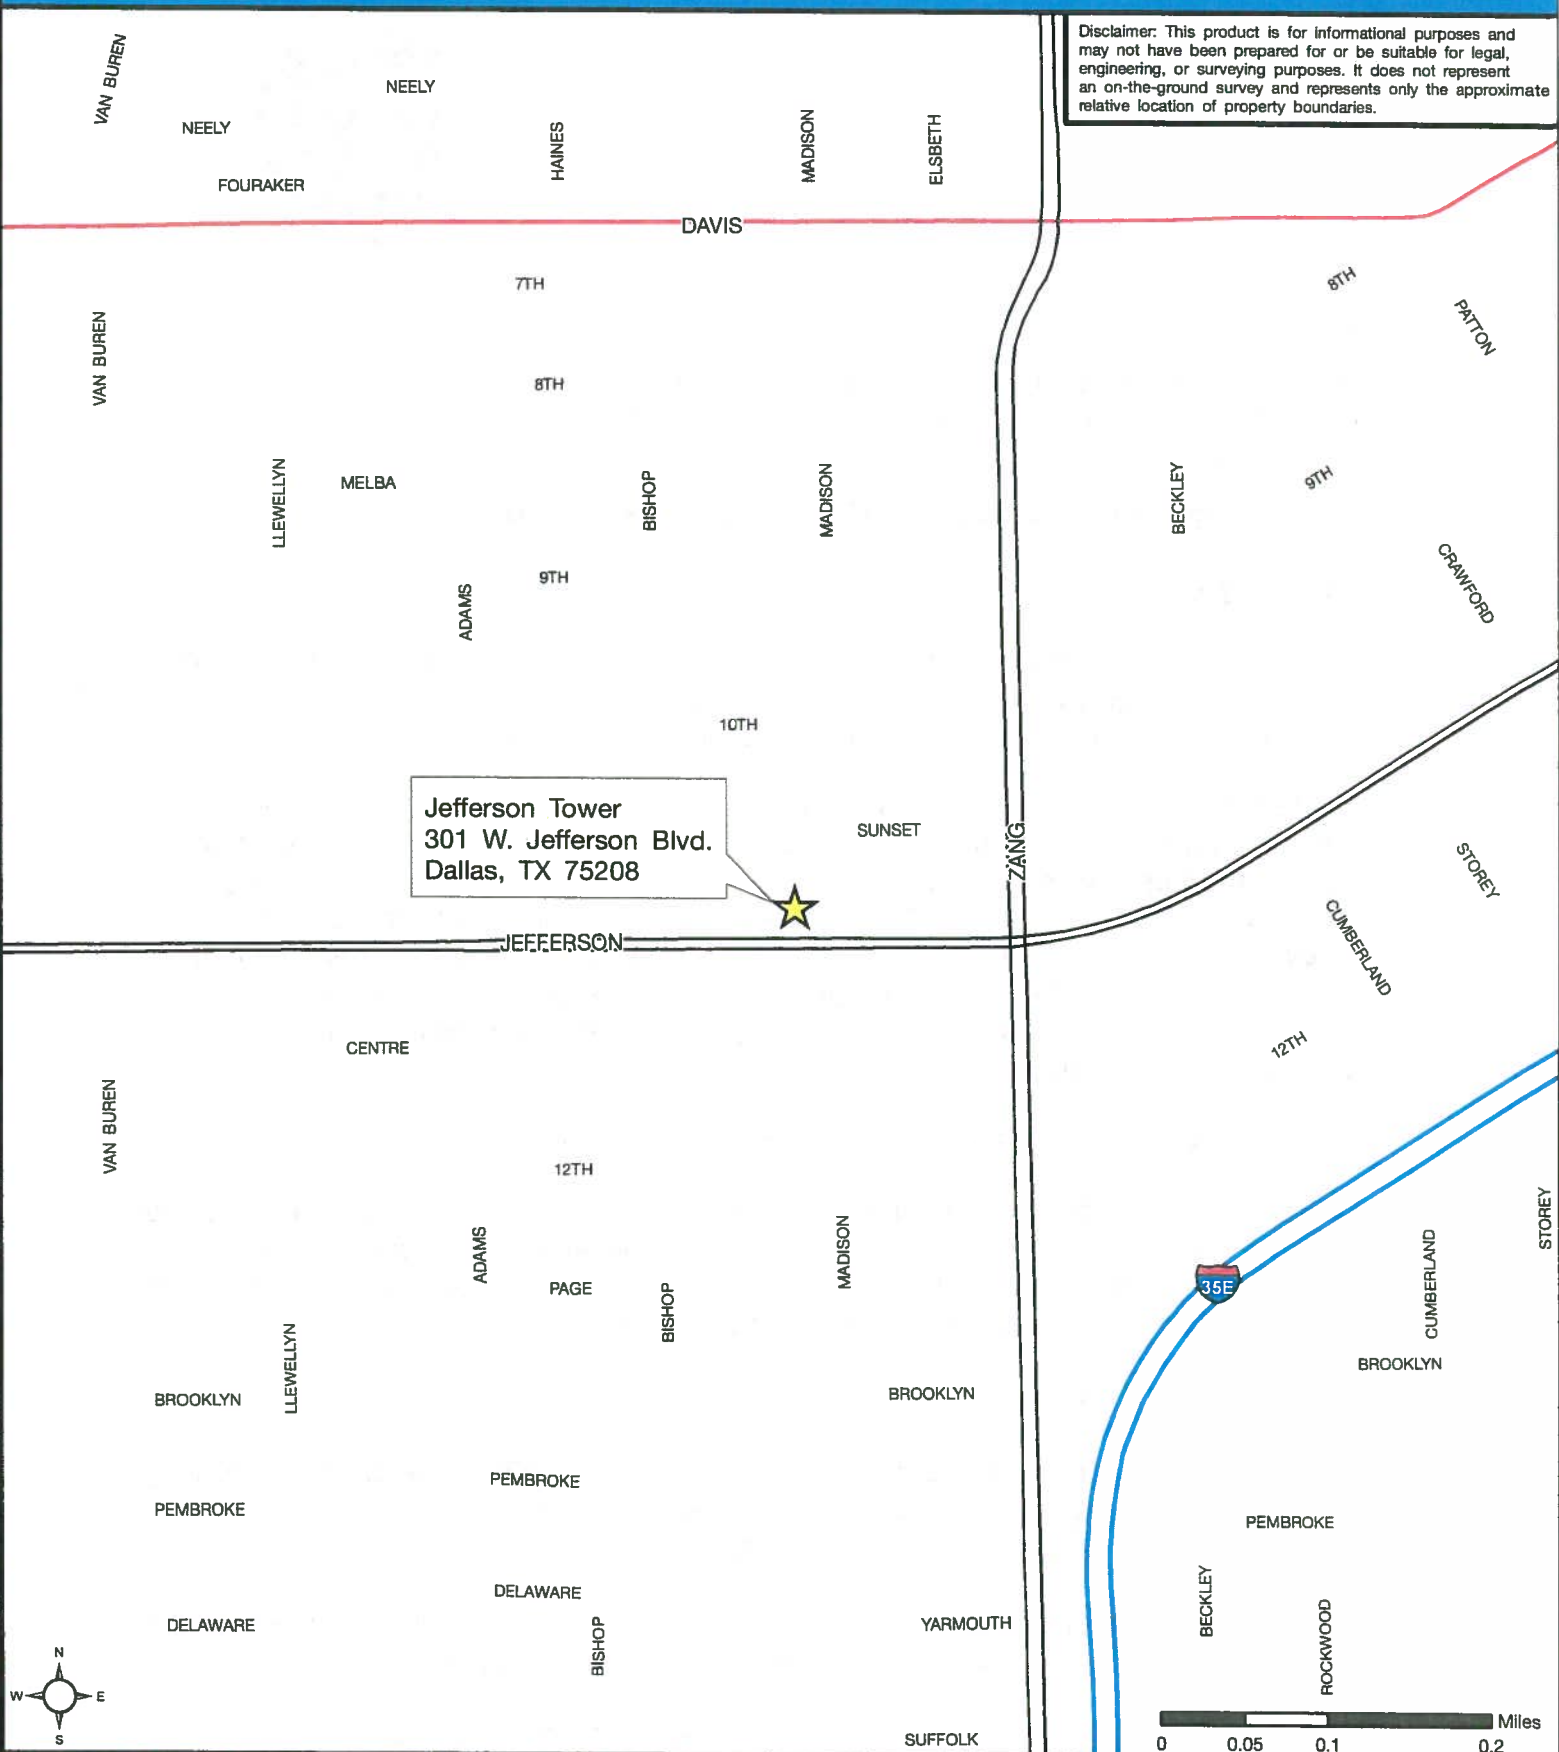 Disclaimer: This product is for informational purposes and
may not have been prepared for or be suitable for legal,
engineering, or surveying purposes. It does not represent
an on-the-ground survey and represents only the approximate
relative location of property boundaries.
VAN BUREN
NEELY
NEELY
HAINES
MADISON
ELSBETH
FOURAKER
DAVIS
7TH
8TH
PATTON
VAN BUREN
8TH
LLEWELLYN
MELBA
BISHOP
MADISON
BECKLEY
9TH
9TH
ADAMS
CRAWFORD
10TH
Jefferson Tower
301 W. Jefferson Blvd.
Dallas, TX 75208
SUNSET
ZANG
STOREY
JEFFERSON
CUMBERLAND
CENTRE
12TH
VAN BUREN
12TH
ADAMS
MADISON
STOREY
PAGE
BISHOP
35E
CUMBERLAND
LLEWELLYN
BROOKLYN
BROOKLYN
BROOKLYN
PEMBROKE
PEMBROKE
PEMBROKE
DELAWARE
DELAWARE
BISHOP
YARMOUTH
BECKLEY
ROCKWOOD
N
W E
S
SUFFOLK
Miles
0 0.05 0.1 0.2